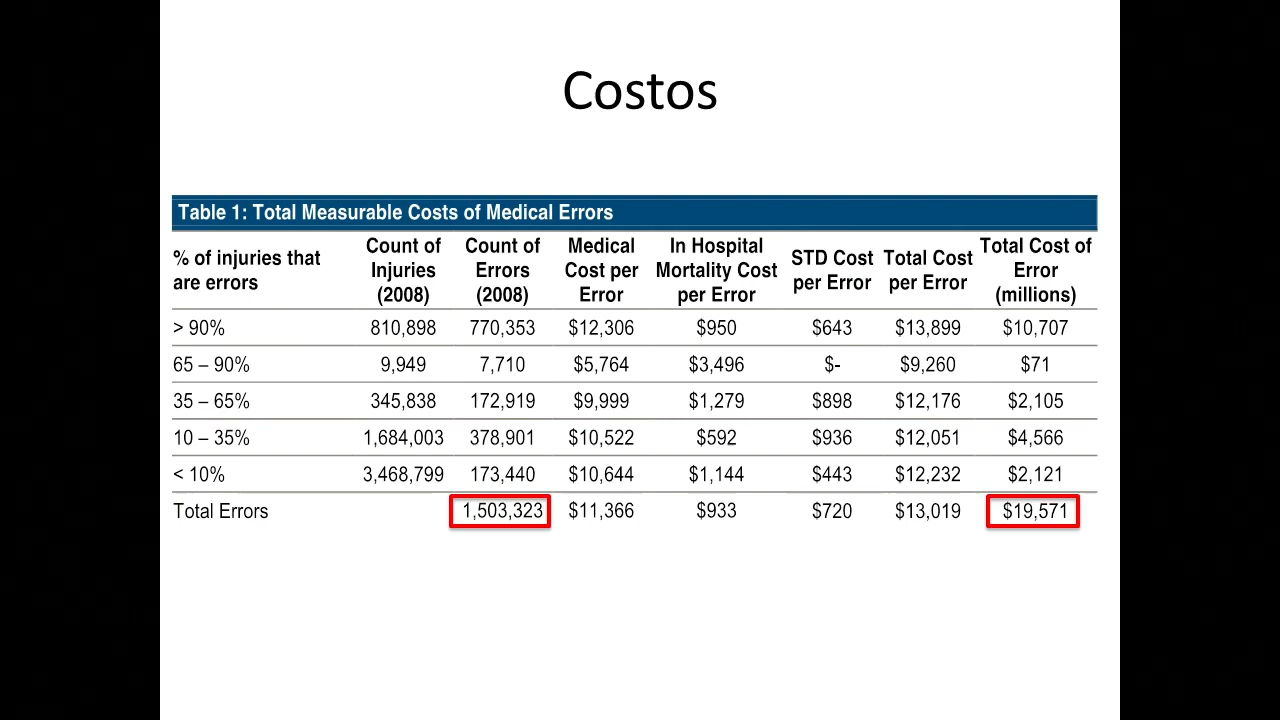 Costos
Table 1: Total Measurable Costs of Medical Errors
% of injuries that are errors Count of Injuries (2008) Count of Errors (2008) Medical Cost per Error In Hospital Mortality Cost per Error STD Cost per Error Total Cost per Error Total Cost of Error (millions)
> 90% 810,898 770,353 $12,306 $950 $643 $13,899 $10,707
65 – 90% 9,949 7,710 $5,764 $3,496 $- $9,260 $71
35 – 65% 345,838 172,919 $9,999 $1,279 $898 $12,176 $2,105
10 – 35% 1,684,003 378,901 $10,522 $592 $936 $12,051 $4,566
< 10% 3,468,799 173,440 $10,644 $1,144 $443 $12,232 $2,121
Total Errors 1,503,323 $11,366 $933 $720 $13,019 $19,571